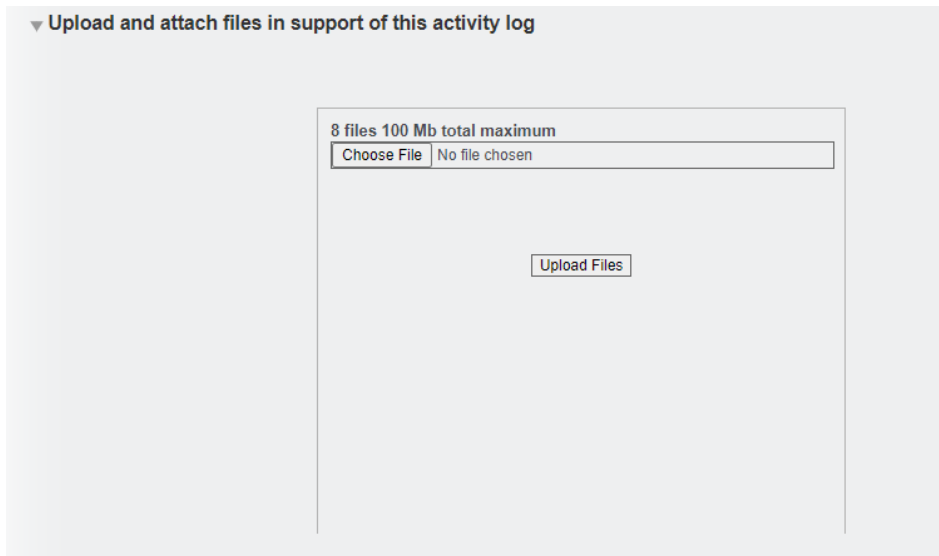 Upload and attach files in support of this activity log
8 files 100 Mb total maximum
Choose File No file chosen
Upload Files